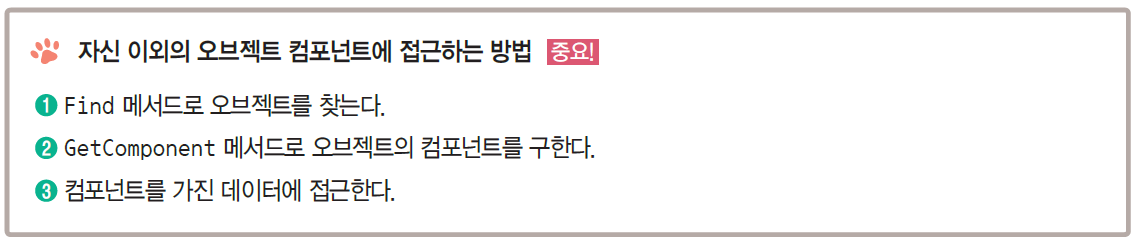 자신 이외의 오브젝트 컴포넌트에 접근하는 방법 중요!
1 Find 메서드로 오브젝트를 찾는다.
2 GetComponent 메서드로 오브젝트의 컴포넌트를 구한다.
3 컴포넌트를 가진 데이터에 접근한다.